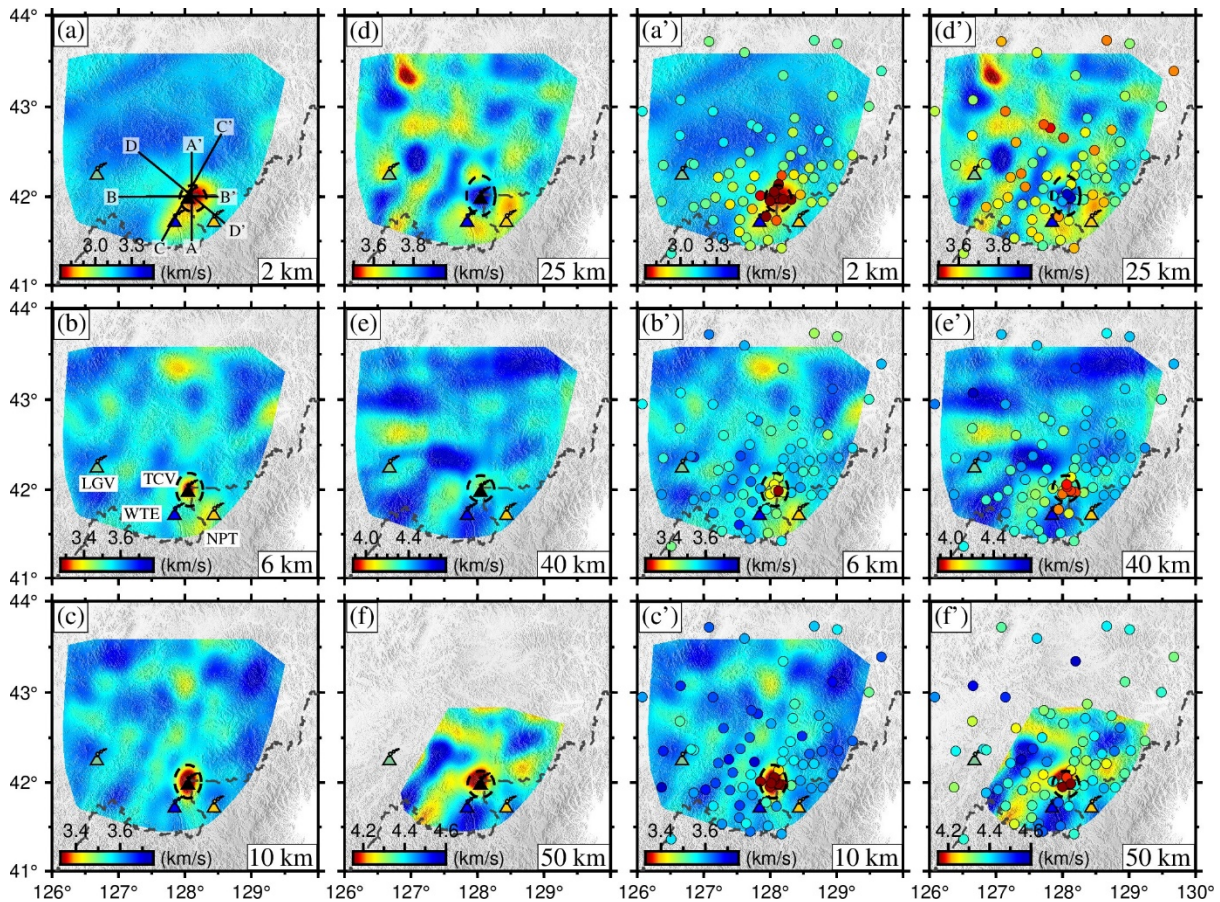 44°
(a)
(d)
(a')
(d')
43°
C'
D
A'
42°
B
B'
D'
C
A
3.0 3.3
3.6 3.8
3.0 3.3
3.6 3.8
(km/s)
2 km
(km/s)
25 km
(km/s)
2 km
(km/s)
25 km
41°
44°
(b)
(e)
(b')
(e')
43°
LGV
TCV
42°
WTE
NPT
3.4 3.6
4.0 4.4
3.4 3.6
4.0 4.4
(km/s)
6 km
(km/s)
40 km
(km/s)
6 km
(km/s)
40 km
41°
44°
(c)
(f)
(c')
(f')
43°
42°
3.4 3.6
4.2 4.4 4.6
3.4 3.6
4.2 4.4 4.6
(km/s)
10 km
(km/s)
50 km
(km/s)
10 km
(km/s)
50 km
41°
126° 127° 128° 129° 126° 127° 128° 129° 126° 127° 128° 129° 126° 127° 128° 129° 130°